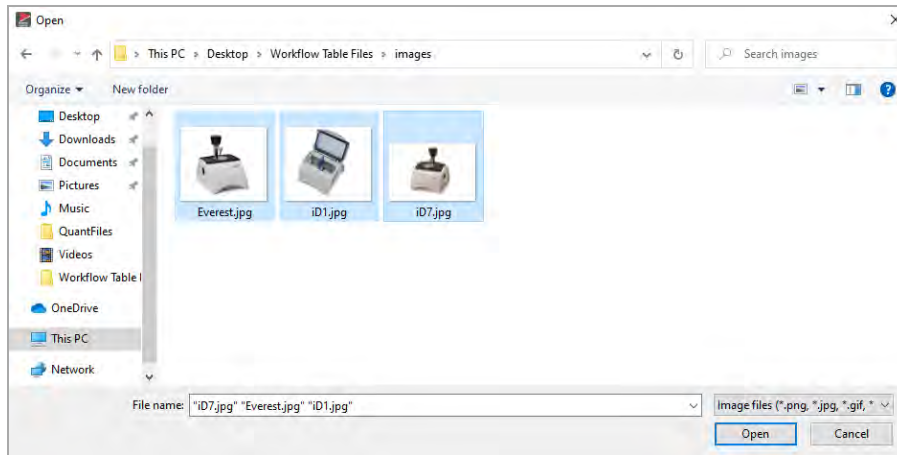 Open
This PC > Desktop > Workflow Table Files > images
Search images
Organize
New folder
Desktop
Downloads
Documents
Pictures
Music
QuantFiles
Videos
Workflow Table
OneDrive
This PC
Network
Everest.jpg
iD1.jpg
iD7.jpg
File name: "iD7.jpg" "Everest.jpg" "iD1.jpg"
Image files (*.png, *.jpg, *.gif, *
Open
Cancel